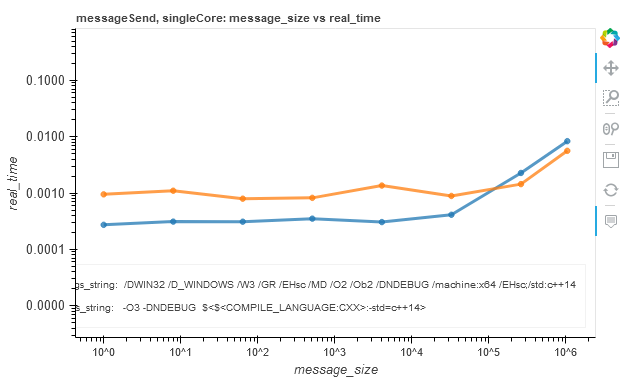 messageSend, singleCore: message_size vs real_time
real_time
0.1000
0.0100
0.0010
0.0001
0.0000
gs_string: /DWIN32 /D_WINDOWS /W3 /GR /EHsc /MD /O2 /Ob2 /DNDEBUG /machine:x64 /EHsc;/std:c++14
s_string: -O3 -DNDEBUG $<$<COMPILE_LANGUAGE:CXX>:-std=c++14>
10^0 10^1 10^2 10^3 10^4 10^5 10^6
message_size